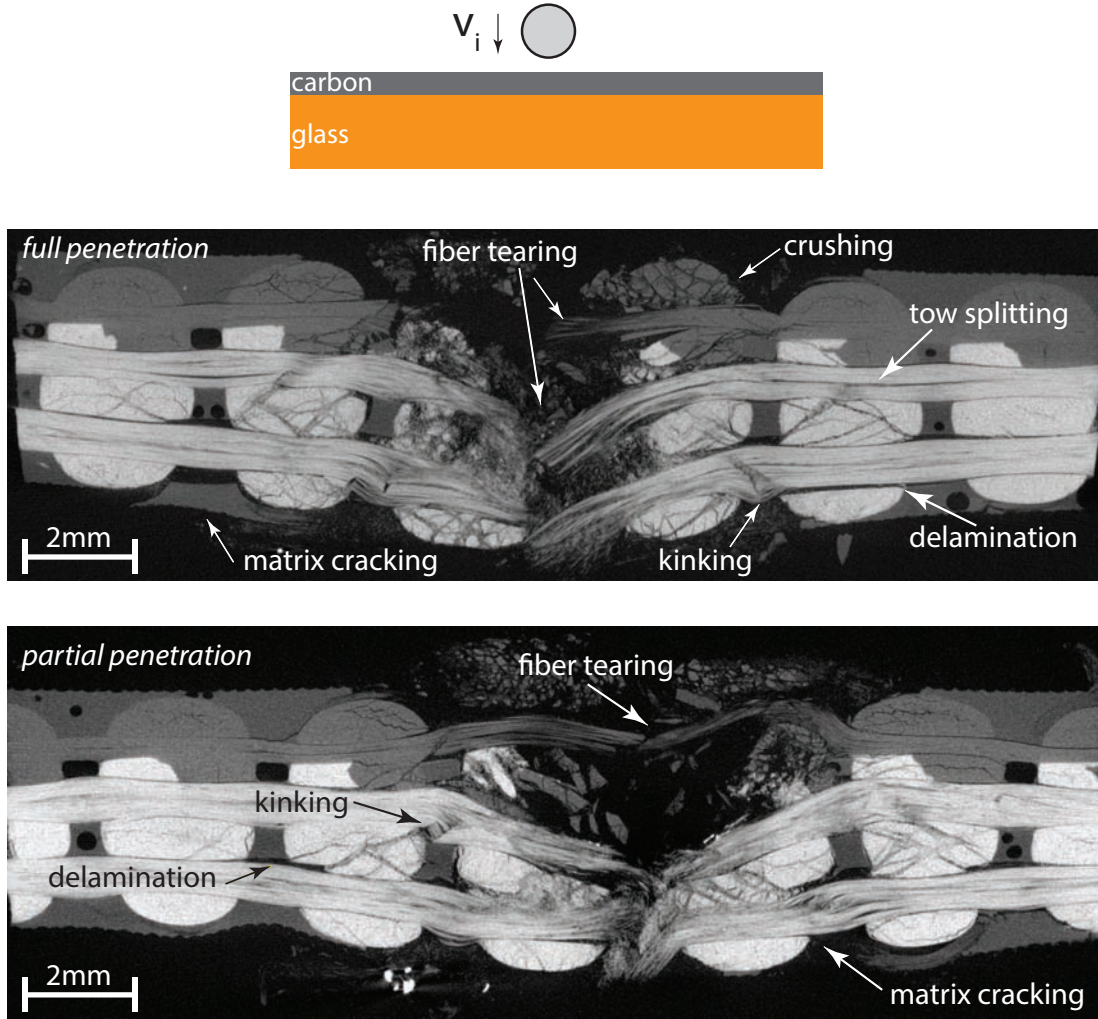 Vi
carbon
glass
full penetration
fiber tearing
crushing
tow splitting
2mm
matrix cracking
kinking
delamination
partial penetration
fiber tearing
kinking
delamination
2mm
matrix cracking